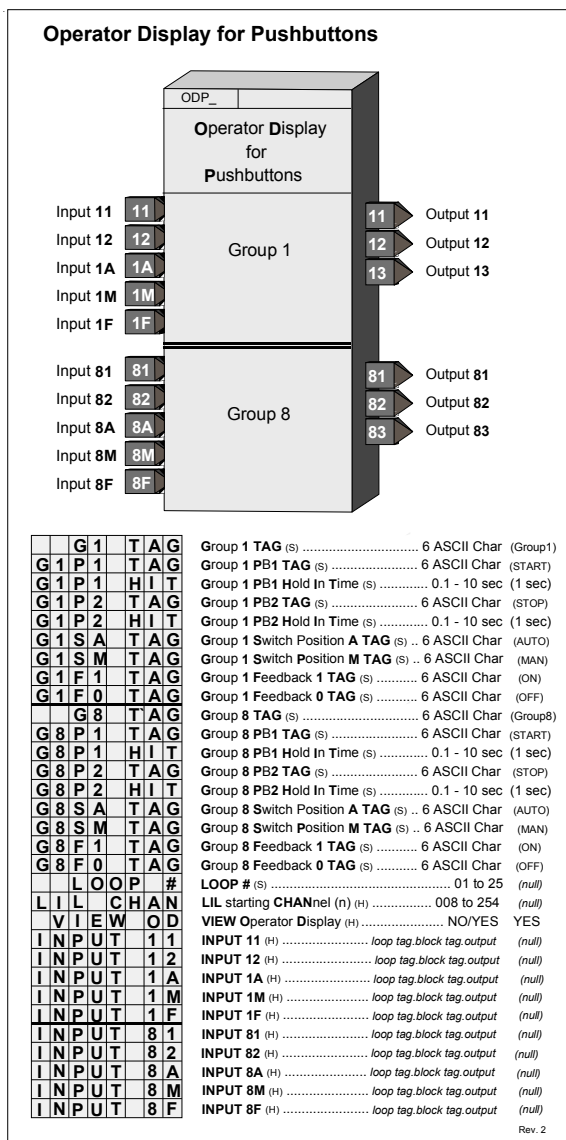 Operator Display for Pushbuttons
ODP_
Operator Display
for
Pushbuttons
Input 11 11
Input 12 12
Input 1A 1A
Input 1M 1M
Input 1F 1F
Group 1
11 Output 11
12 Output 12
13 Output 13
Input 81 81
Input 82 82
Input 8A 8A
Input 8M 8M
Input 8F 8F
Group 8
81 Output 81
82 Output 82
83 Output 83
G1 TAG Group 1 TAG (S) ................................ 6 ASCII Char (Group1)
G1P1 TAG Group 1 PB1 TAG (S) ........................ 6 ASCII Char (START)
G1P1 HIT Group 1 PB1 Hold In Time (S) ............. 0.1 - 10 sec (1 sec)
G1P2 TAG Group 1 PB2 TAG (S) ........................ 6 ASCII Char (STOP)
G1P2 HIT Group 1 PB2 Hold In Time (S) ............. 0.1 - 10 sec (1 sec)
G1SA TAG Group 1 Switch Position A TAG (S) .. 6 ASCII Char (AUTO)
G1SM TAG Group 1 Switch Position M TAG (S) .. 6 ASCII Char (MAN)
G1F1 TAG Group 1 Feedback 1 TAG (S) ........... 6 ASCII Char (ON)
G1F0 TAG Group 1 Feedback 0 TAG (S) ........... 6 ASCII Char (OFF)
G8 T`AG Group 8 TAG (S) ................................ 6 ASCII Char (Group8)
G8P1 TAG Group 8 PB1 TAG (S) ........................ 6 ASCII Char (START)
G8P1 HIT Group 8 PB1 Hold In Time (S) ............. 0.1 - 10 sec (1 sec)
G8P2 TAG Group 8 PB2 TAG (S) ........................ 6 ASCII Char (STOP)
G8P2 HIT Group 8 PB2 Hold In Time (S) ............. 0.1 - 10 sec (1 sec)
G8SA TAG Group 8 Switch Position A TAG (S) .. 6 ASCII Char (AUTO)
G8SM TAG Group 8 Switch Position M TAG (S) .. 6 ASCII Char (MAN)
G8F1 TAG Group 8 Feedback 1 TAG (S) ........... 6 ASCII Char (ON)
G8F0 TAG Group 8 Feedback 0 TAG (S) ........... 6 ASCII Char (OFF)
LOOP # LOOP # (S) .................................................. 01 to 25 (null)
LIL CHAN LIL starting CHANnel (n) (H) ..................... 008 to 254 (null)
VIEW OD VIEW Operator Display (H) ..................... NO/YES YES
INPUT 11 INPUT 11 (H) ........................ loop tag.block tag.output (null)
INPUT 12 INPUT 12 (H) ........................ loop tag.block tag.output (null)
INPUT 1A INPUT 1A (H) ........................ loop tag.block tag.output (null)
INPUT 1M INPUT 1M (H) ........................ loop tag.block tag.output (null)
INPUT 1F INPUT 1F (H) ........................ loop tag.block tag.output (null)
INPUT 81 INPUT 81 (H) ........................ loop tag.block tag.output (null)
INPUT 82 INPUT 82 (H) ........................ loop tag.block tag.output (null)
INPUT 8A INPUT 8A (H) ........................ loop tag.block tag.output (null)
INPUT 8M INPUT 8M (H) ........................ loop tag.block tag.output (null)
INPUT 8F INPUT 8F (H) ........................ loop tag.block tag.output (null)
Rev. 2